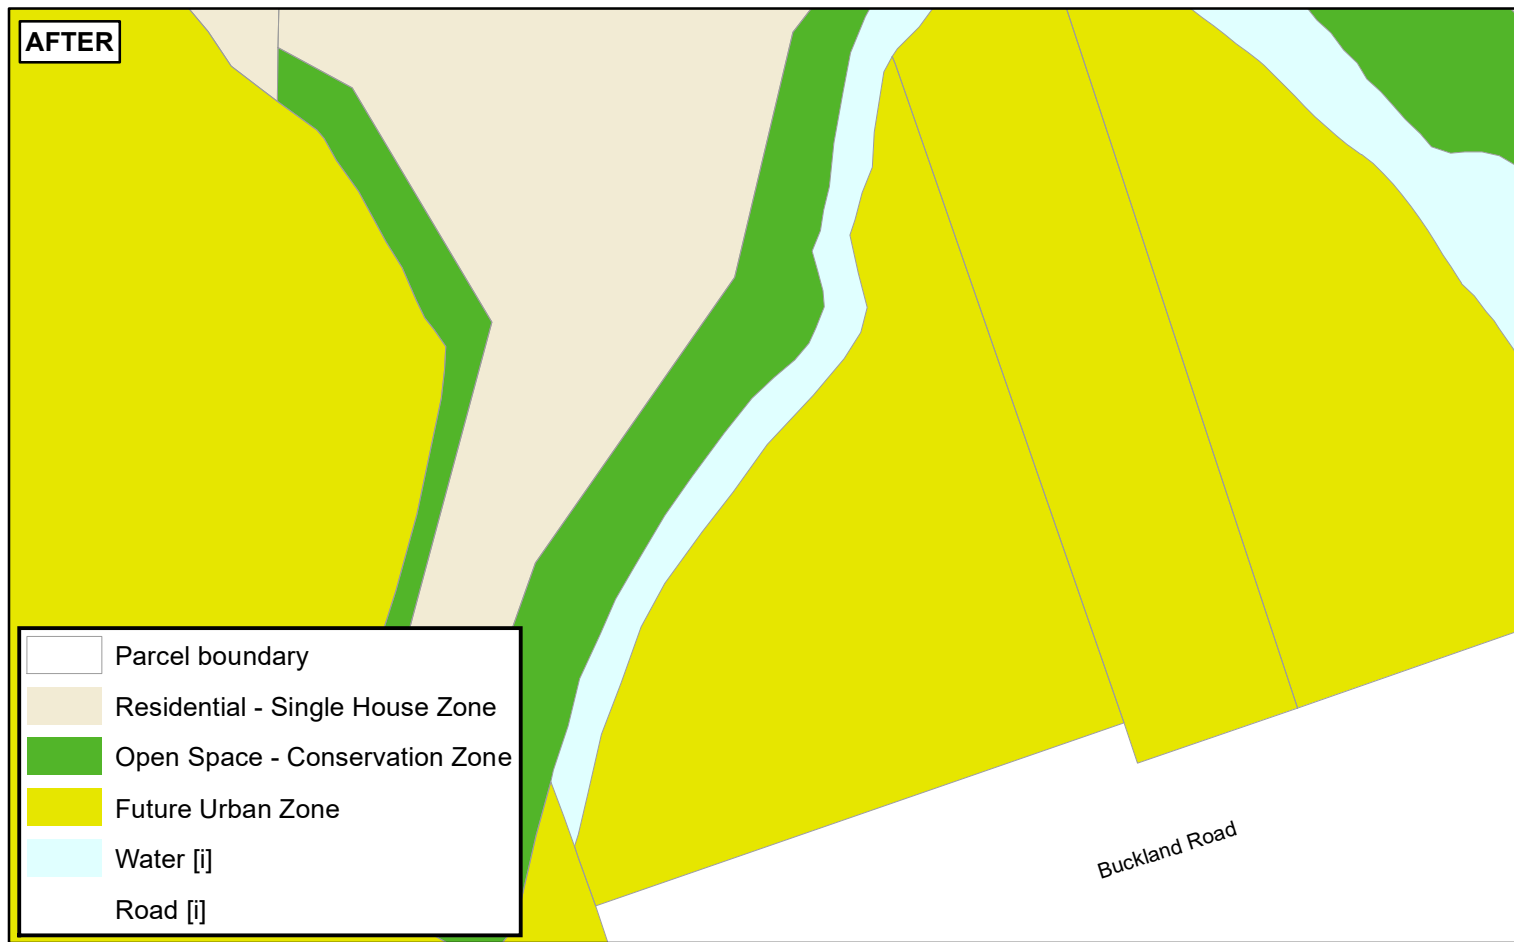 AFTER
Parcel boundary
Residential - Single House Zone
Open Space - Conservation Zone
Future Urban Zone
Water [i]
Road [i]
Buckland Road